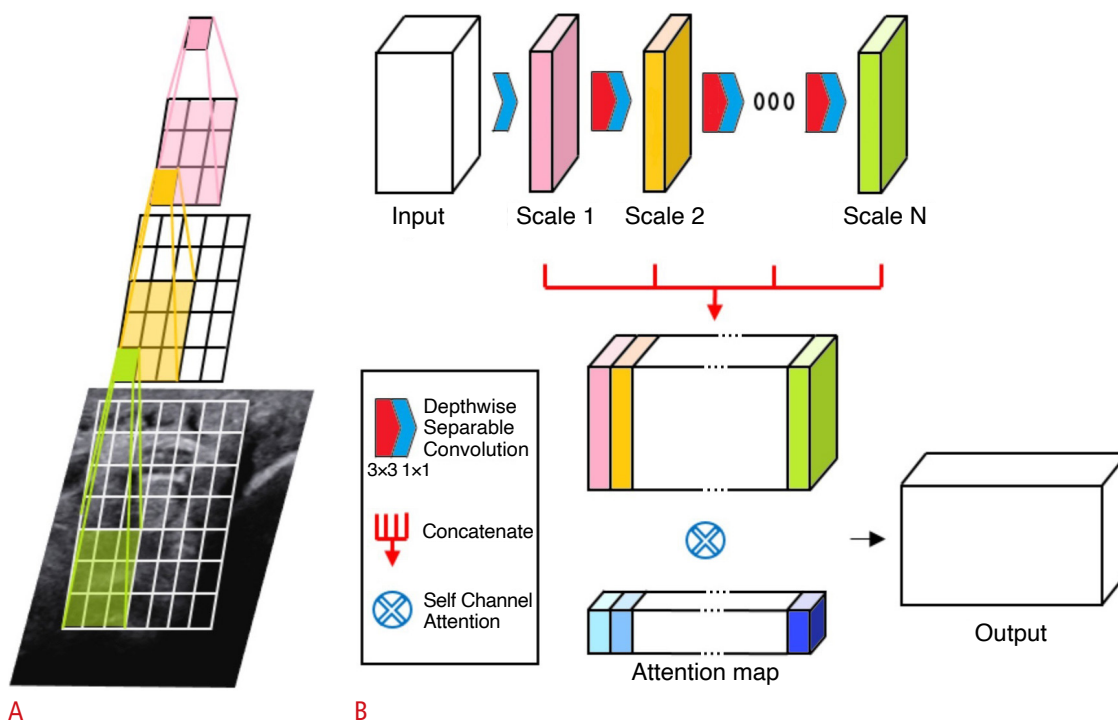 Input
Scale 1
Scale 2
Scale N
Depthwise
Separable
Convolution
3×3 1×1
Concatenate
Self Channel
Attention
Attention map
Output
A
B